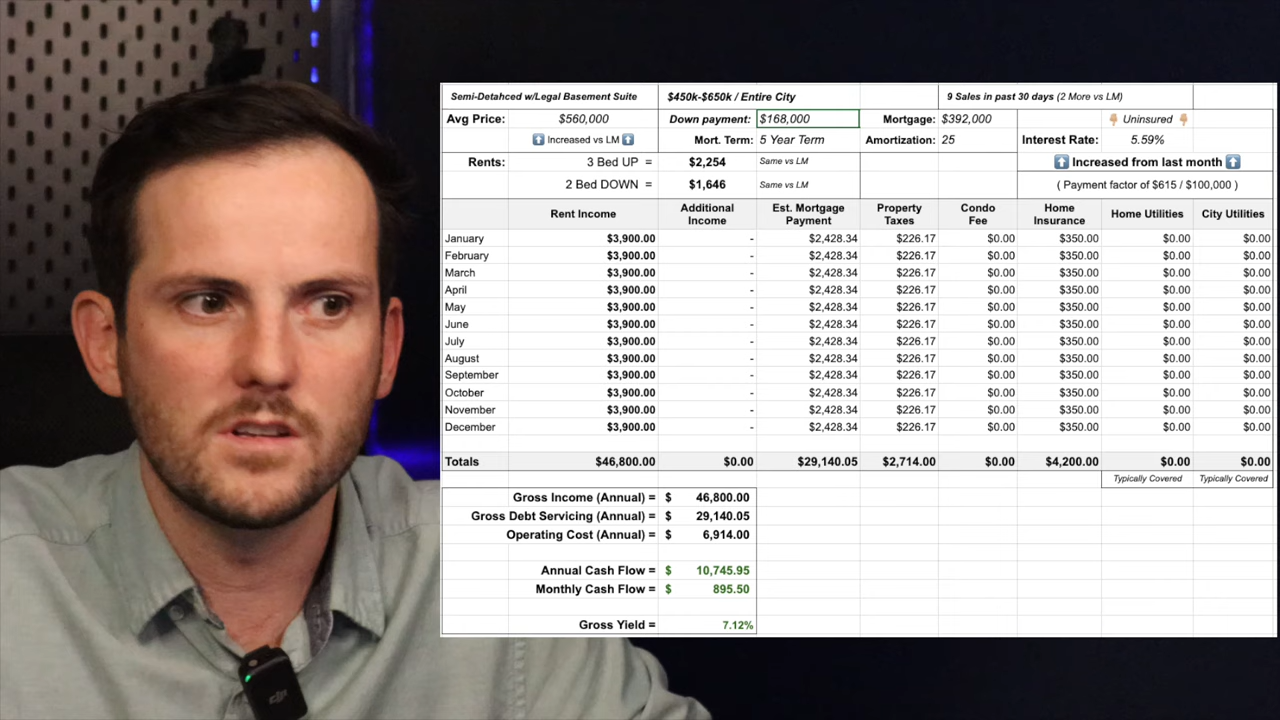 Semi-Detahced w/Legal Basement Suite $450k-$650k / Entire City 9 Sales in past 30 days (2 More vs LM)
Avg Price: $560,000 Down payment: $168,000 Mortgage: $392,000 👇🏼 Uninsured 👇🏼
⬆️ Increased vs LM ⬆️ Mort. Term: 5 Year Term Amortization: 25 Interest Rate: 5.59%
Rents: 3 Bed UP = $2,254 Same vs LM ⬆️ Increased from last month ⬆️
2 Bed DOWN = $1,646 Same vs LM ( Payment factor of $615 / $100,000 )
Rent Income Additional Income Est. Mortgage Payment Property Taxes Condo Fee Home Insurance Home Utilities City Utilities
January $3,900.00 - $2,428.34 $226.17 $0.00 $350.00 $0.00 $0.00
February $3,900.00 - $2,428.34 $226.17 $0.00 $350.00 $0.00 $0.00
March $3,900.00 - $2,428.34 $226.17 $0.00 $350.00 $0.00 $0.00
April $3,900.00 - $2,428.34 $226.17 $0.00 $350.00 $0.00 $0.00
May $3,900.00 - $2,428.34 $226.17 $0.00 $350.00 $0.00 $0.00
June $3,900.00 - $2,428.34 $226.17 $0.00 $350.00 $0.00 $0.00
July $3,900.00 - $2,428.34 $226.17 $0.00 $350.00 $0.00 $0.00
August $3,900.00 - $2,428.34 $226.17 $0.00 $350.00 $0.00 $0.00
September $3,900.00 - $2,428.34 $226.17 $0.00 $350.00 $0.00 $0.00
October $3,900.00 - $2,428.34 $226.17 $0.00 $350.00 $0.00 $0.00
November $3,900.00 - $2,428.34 $226.17 $0.00 $350.00 $0.00 $0.00
December $3,900.00 - $2,428.34 $226.17 $0.00 $350.00 $0.00 $0.00
Totals $46,800.00 $0.00 $29,140.05 $2,714.00 $0.00 $4,200.00 $0.00 $0.00
Typically Covered Typically Covered
Gross Income (Annual) = $ 46,800.00
Gross Debt Servicing (Annual) = $ 29,140.05
Operating Cost (Annual) = $ 6,914.00
Annual Cash Flow = $ 10,745.95
Monthly Cash Flow = $ 895.50
Gross Yield = 7.12%
dji